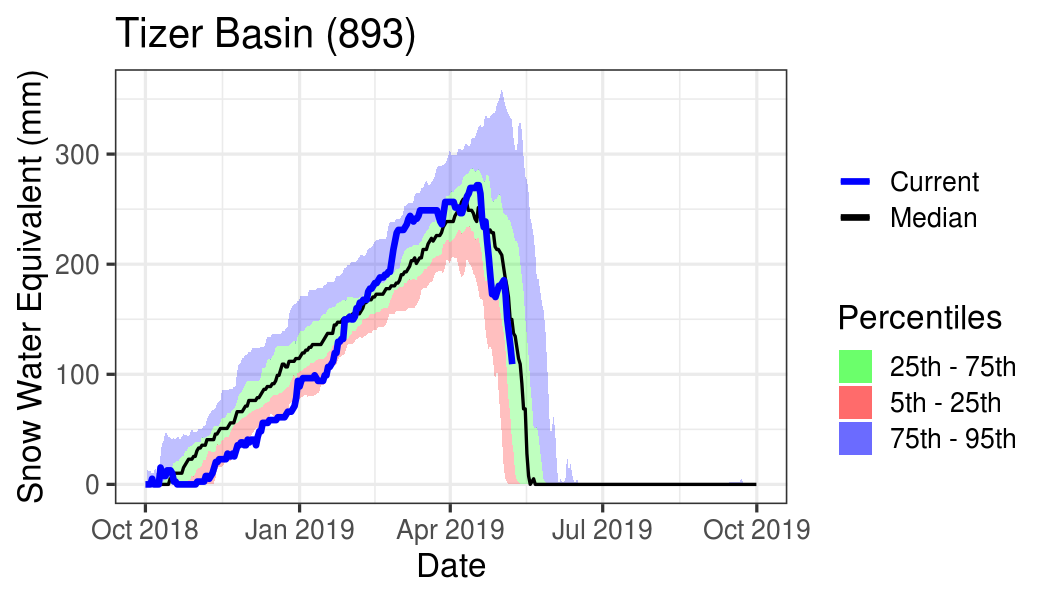 Tizer Basin (893)
Snow Water Equivalent (mm)
300
200
100
0
Oct 2018
Jan 2019
Apr 2019
Jul 2019
Oct 2019
Date
Current
Median
Percentiles
25th - 75th
5th - 25th
75th - 95th